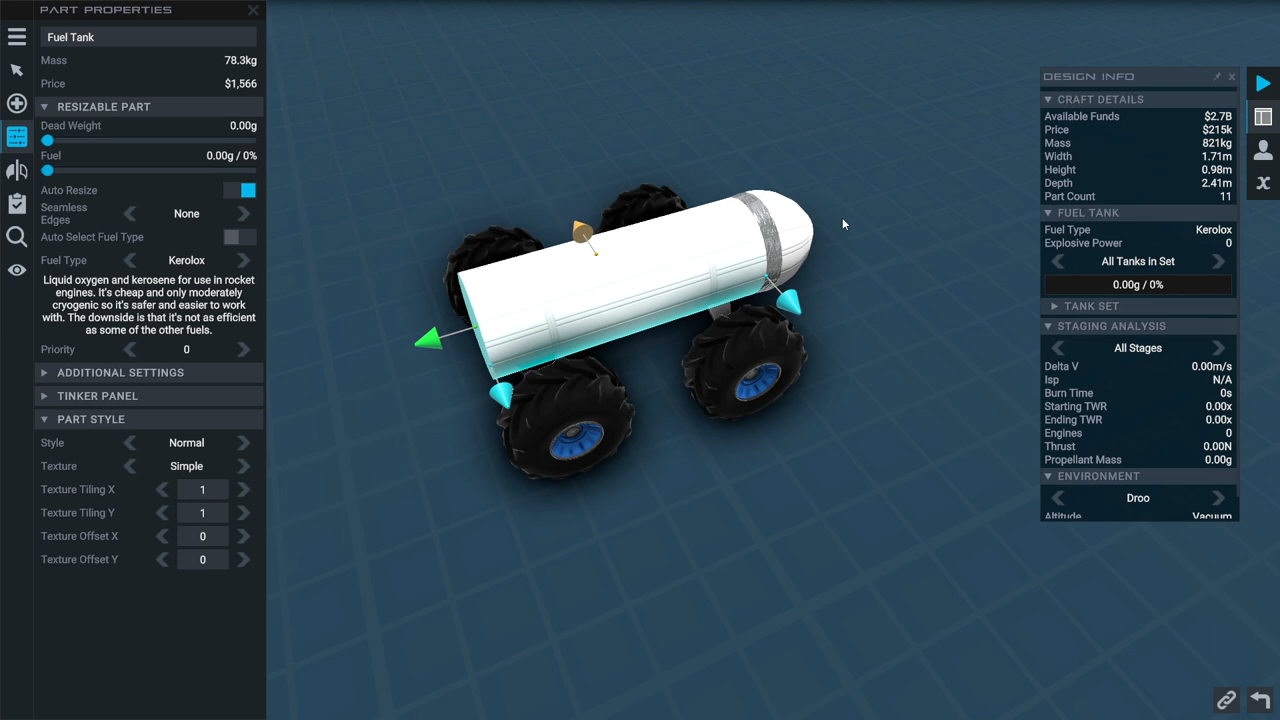 PART PROPERTIES
Fuel Tank
Mass 78.3kg
Price $1,566
RESIZABLE PART
Dead Weight 0.00g
Fuel 0.00g / 0%
Auto Resize
Seamless Edges None
Auto Select Fuel Type
Fuel Type Kerolox
Liquid oxygen and kerosene for use in rocket
engines. It's cheap and only moderately
cryogenic so it's safer and easier to work
with. The downside is that it's not as efficient
as some of the other fuels.
Priority 0
ADDITIONAL SETTINGS
TINKER PANEL
PART STYLE
Style Normal
Texture Simple
Texture Tiling X 1
Texture Tiling Y 1
Texture Offset X 0
Texture Offset Y 0
DESIGN INFO
CRAFT DETAILS
Available Funds $2.7B
Price $215k
Mass 821kg
Width 1.71m
Height 0.98m
Depth 2.41m
Part Count 11
FUEL TANK
Fuel Type Kerolox
Explosive Power 0
All Tanks in Set
0.00g / 0%
TANK SET
STAGING ANALYSIS
All Stages
Delta V 0.00m/s
Isp N/A
Burn Time 0s
Starting TWR 0.00x
Ending TWR 0.00x
Engines 0
Thrust 0.00N
Propellant Mass 0.00g
ENVIRONMENT
Droo
Altitude Vacuum